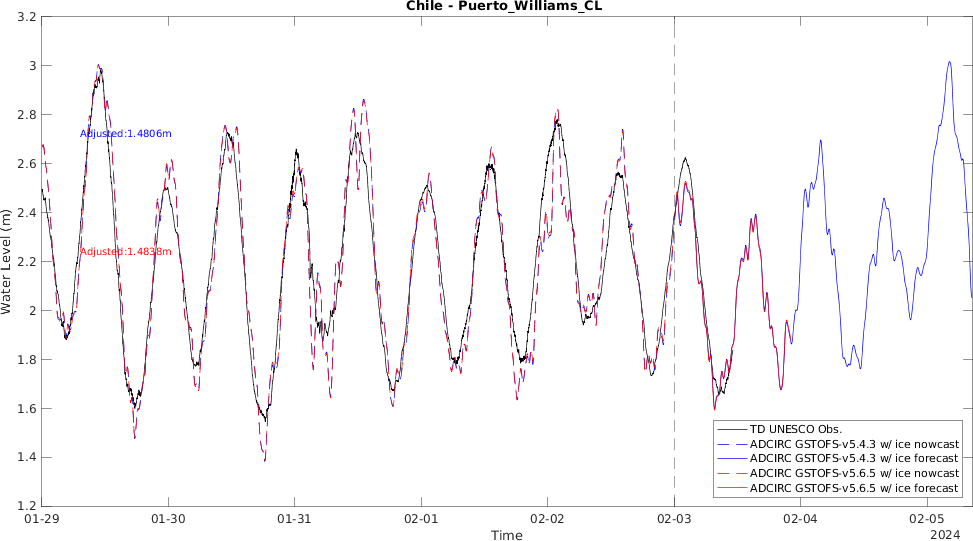 Chile - Puerto_Williams_CL
3.2
3
2.8
2.6
2.4
2.2
2
1.8
1.6
1.4
1.2
Water Level (m)
Adjusted:1.4806m
Adjusted:1.4838m
TD UNESCO Obs.
ADCIRC GSTOFS-v5.4.3 w/ ice nowcast
ADCIRC GSTOFS-v5.4.3 w/ ice forecast
ADCIRC GSTOFS-v5.6.5 w/ ice nowcast
ADCIRC GSTOFS-v5.6.5 w/ ice forecast
01-29 01-30 01-31 02-01 02-02 02-03 02-04 02-05
Time
2024